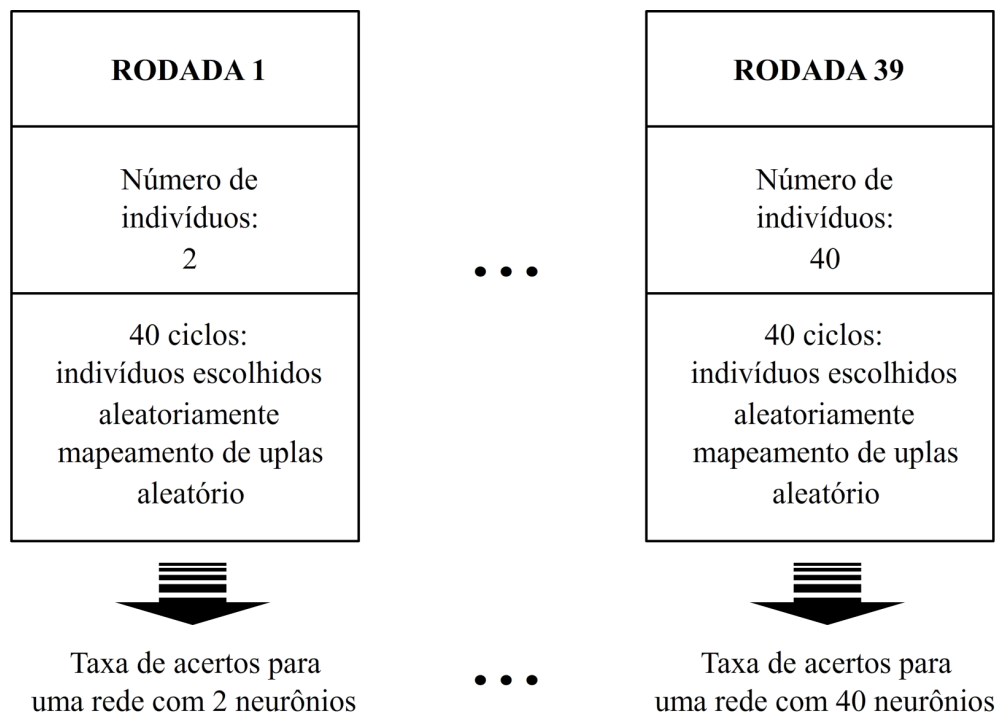 RODADA 1
Número de
indivíduos:
2
40 ciclos:
indivíduos escolhidos
aleatoriamente
mapeamento de uplas
aleatório
Taxa de acertos para
uma rede com 2 neurônios
...
...
RODADA 39
Número de
indivíduos:
40
40 ciclos:
indivíduos escolhidos
aleatoriamente
mapeamento de uplas
aleatório
Taxa de acertos para
uma rede com 40 neurônios